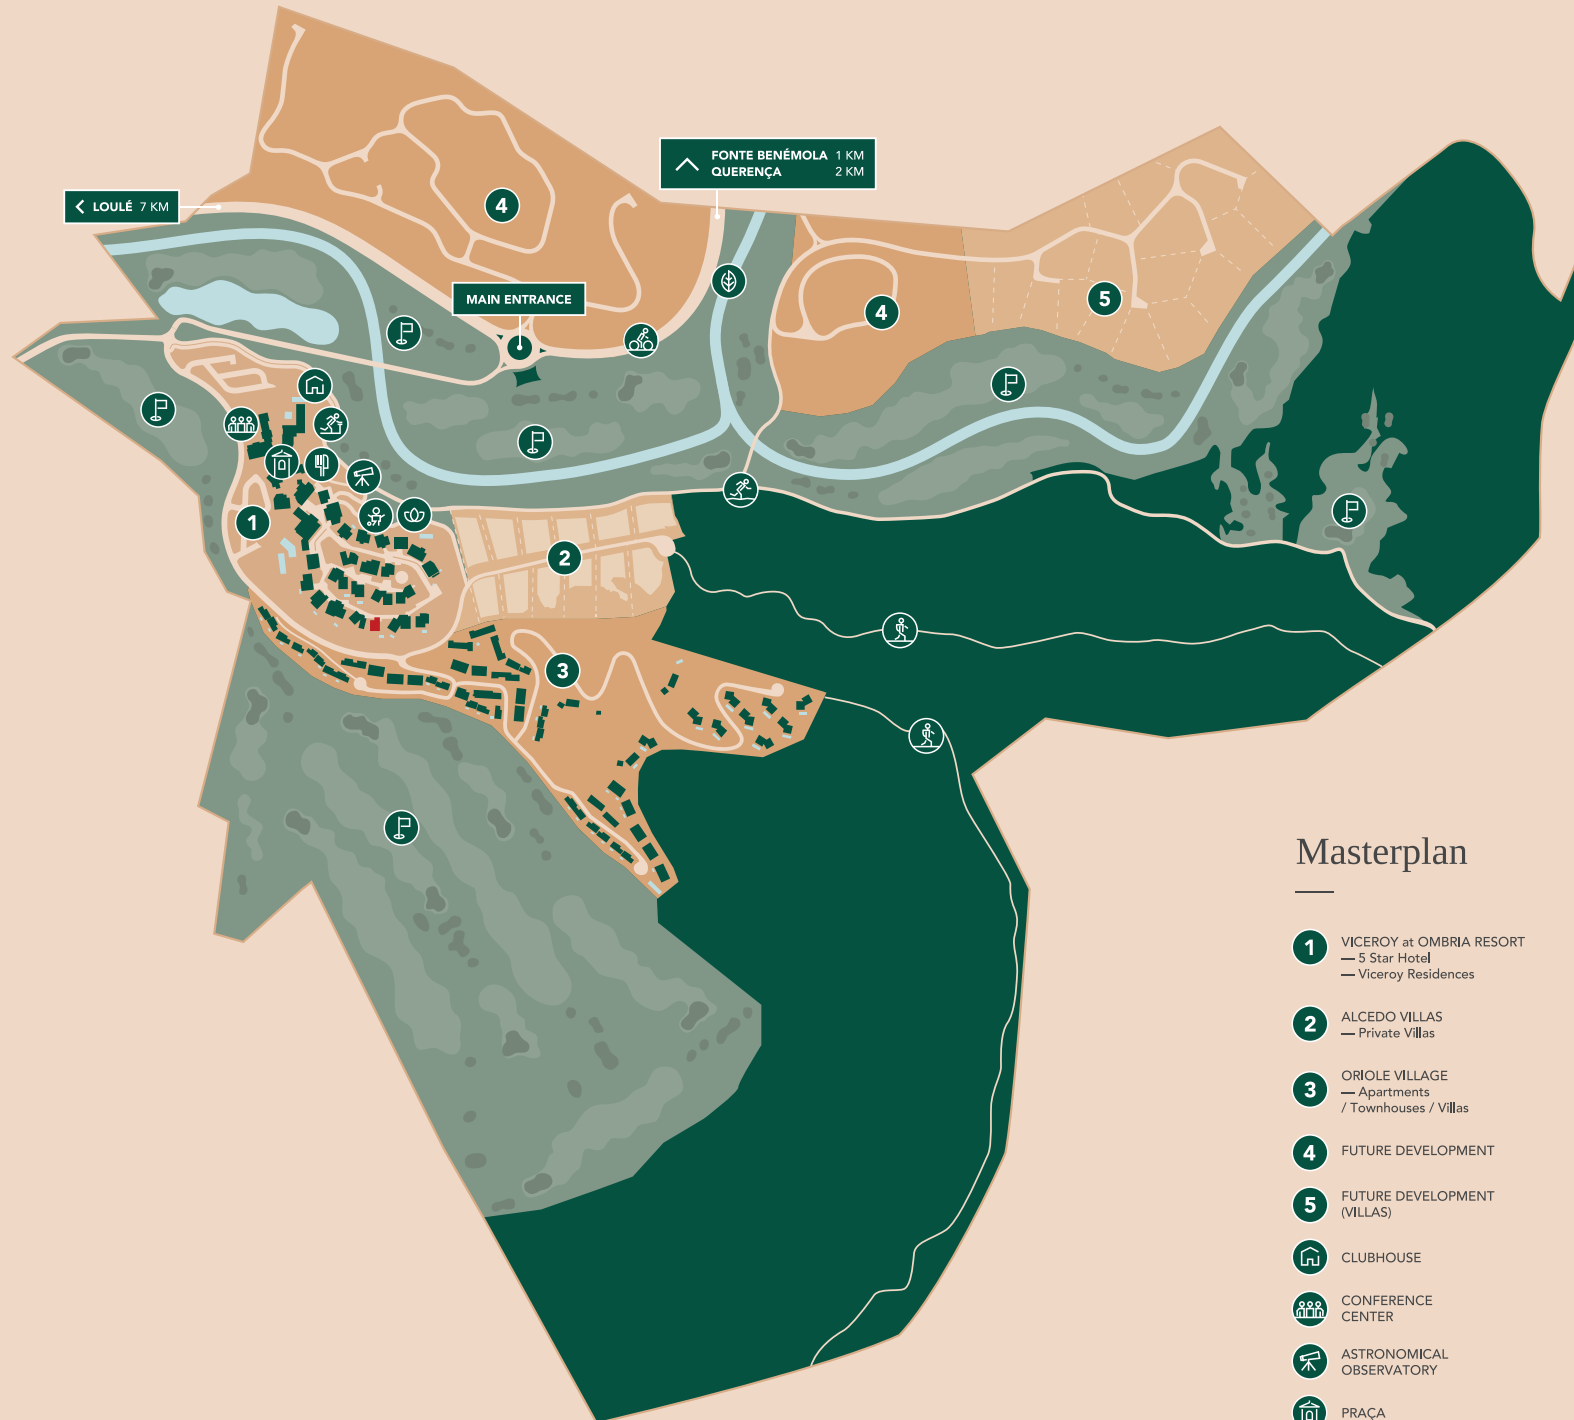 FONTE BENÉMOLA 1 KM
QUERENÇA 2 KM
LOULÉ 7 KM
4
MAIN ENTRANCE
4
5
1
2
3
Masterplan
1 VICEROY at OMBRIA RESORT
— 5 Star Hotel
— Viceroy Residences
2 ALCEDO VILLAS
— Private Villas
3 ORIOLE VILLAGE
— Apartments
/ Townhouses / Villas
4 FUTURE DEVELOPMENT
5 FUTURE DEVELOPMENT
(VILLAS)
CLUBHOUSE
CONFERENCE
CENTER
ASTRONOMICAL
OBSERVATORY
PRAÇA